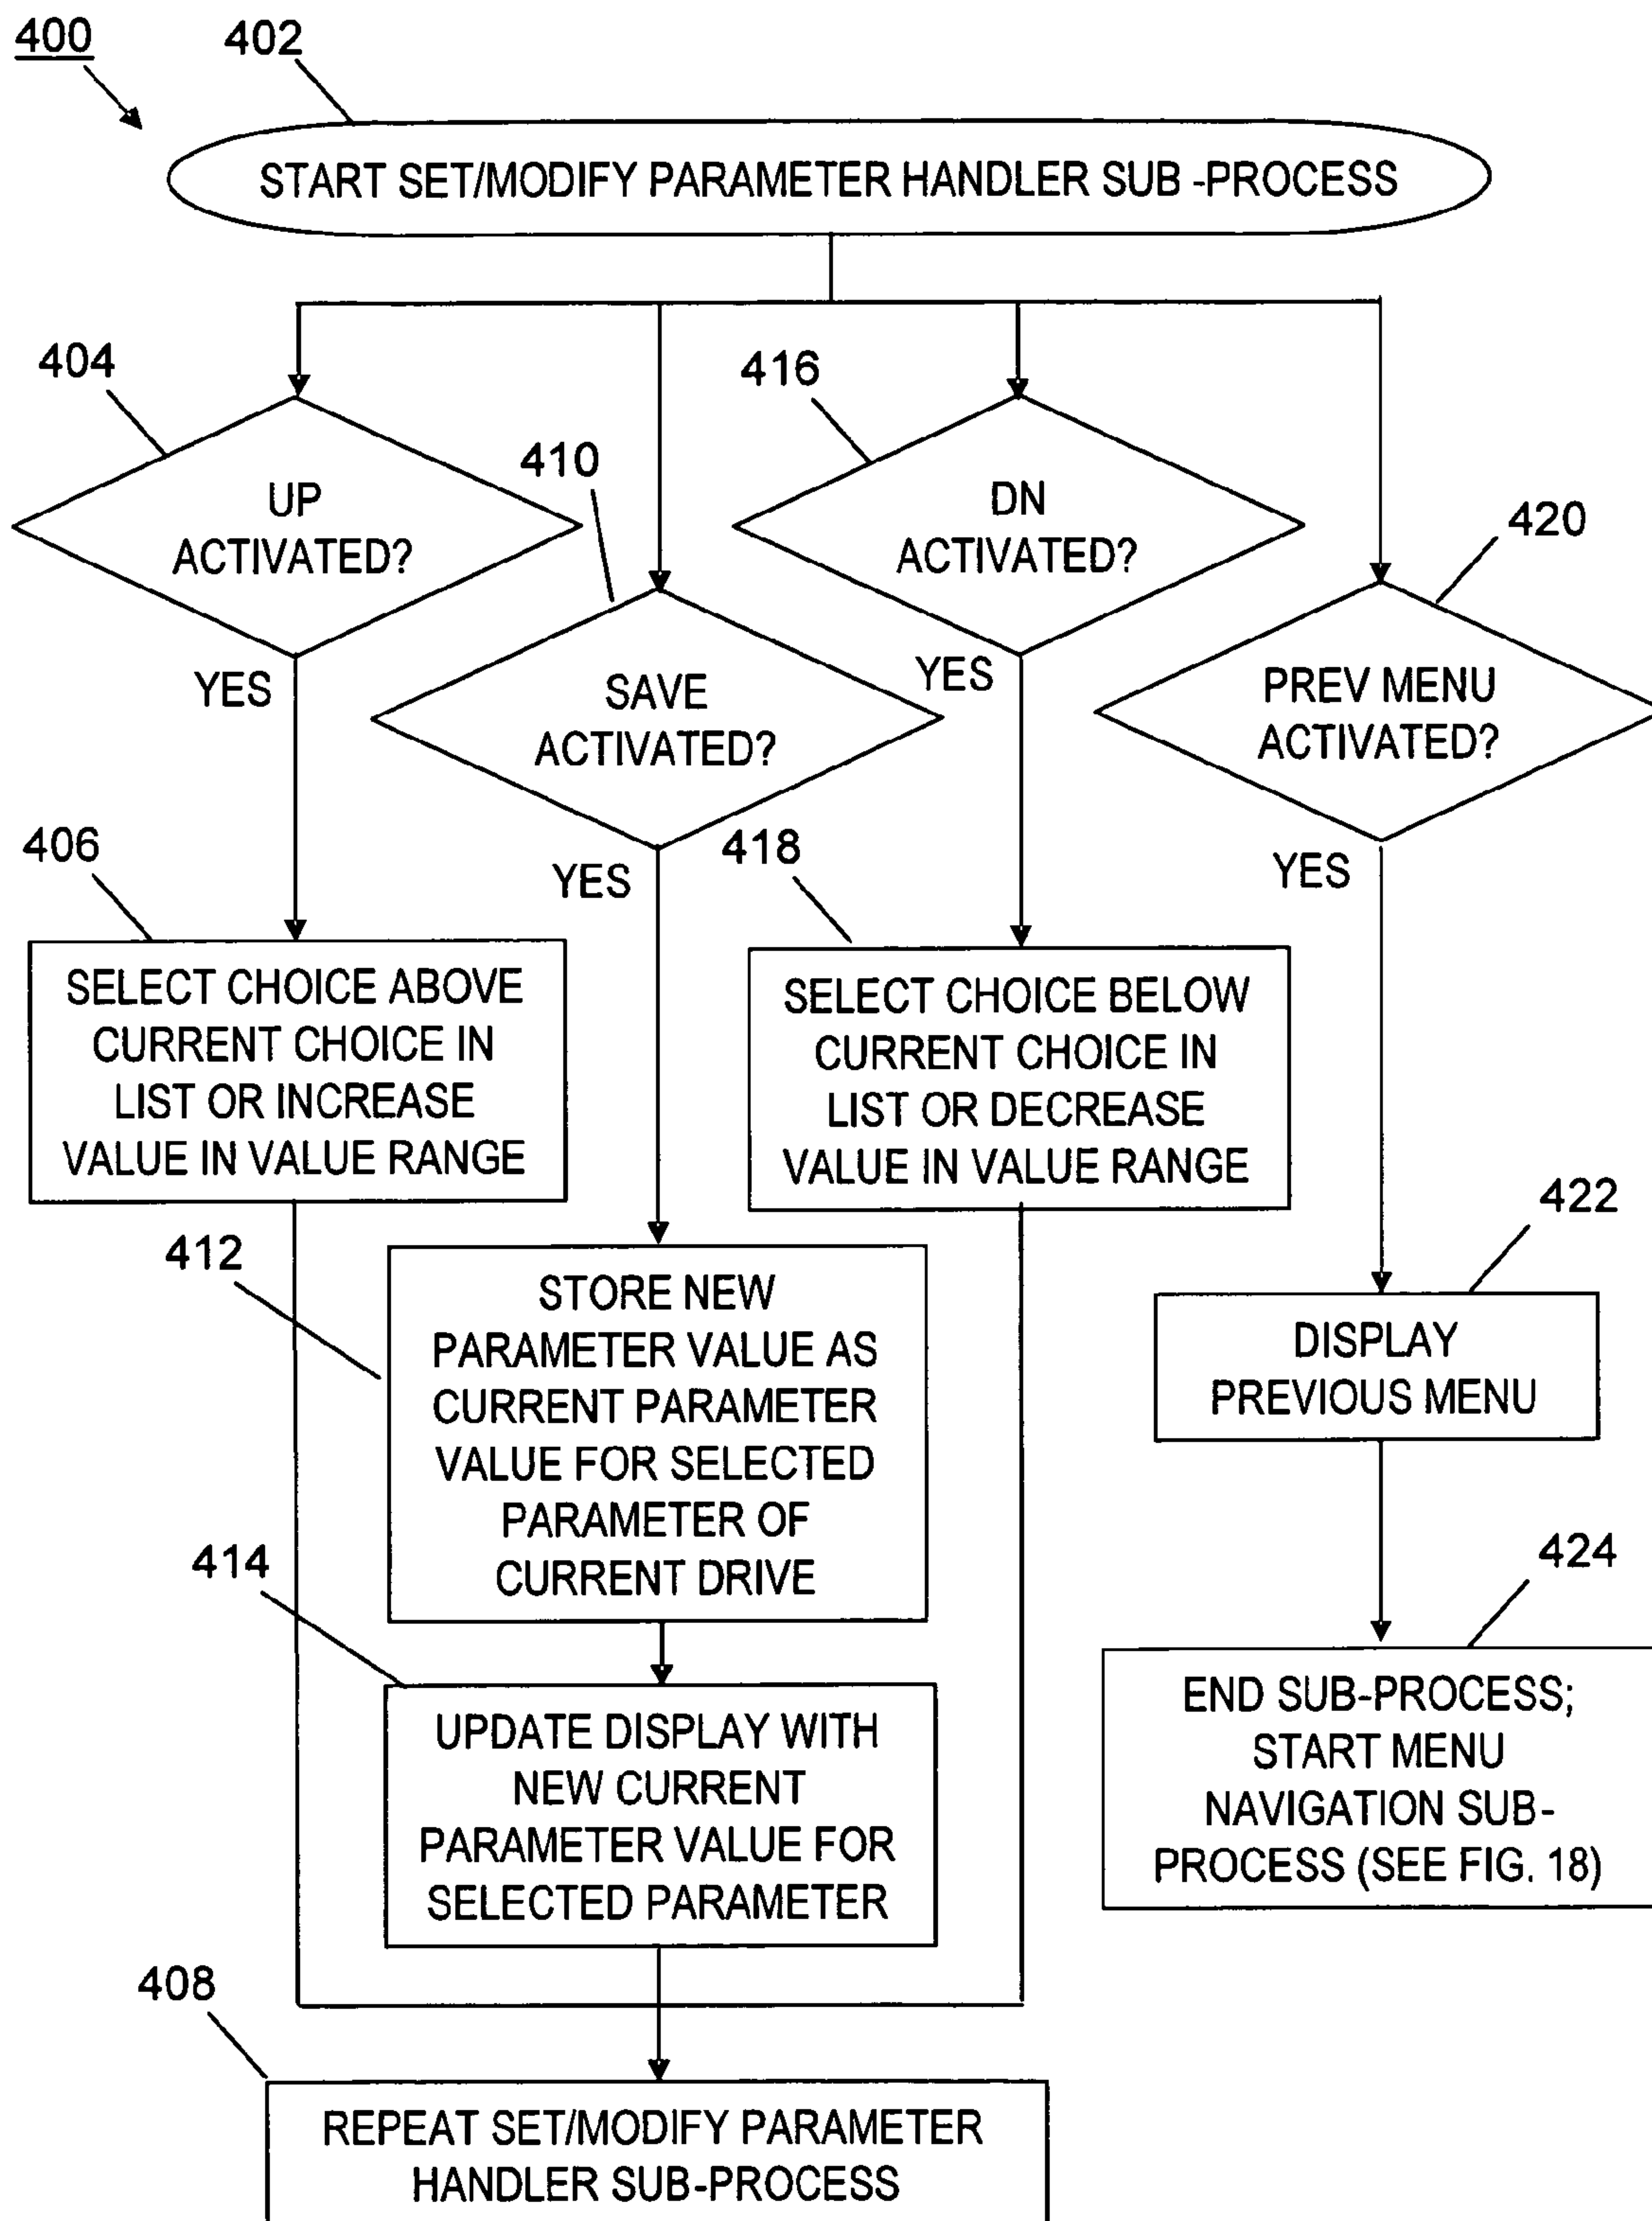 400
402
START SET/MODIFY PARAMETER HANDLER SUB -PROCESS
404
UP
ACTIVATED?
YES
410
SAVE
ACTIVATED?
YES
416
DN
ACTIVATED?
YES
420
PREV MENU
ACTIVATED?
YES
406
SELECT CHOICE ABOVE
CURRENT CHOICE IN
LIST OR INCREASE
VALUE IN VALUE RANGE
418
SELECT CHOICE BELOW
CURRENT CHOICE IN
LIST OR DECREASE
VALUE IN VALUE RANGE
412
STORE NEW
PARAMETER VALUE AS
CURRENT PARAMETER
VALUE FOR SELECTED
PARAMETER OF
CURRENT DRIVE
422
DISPLAY
PREVIOUS MENU
414
UPDATE DISPLAY WITH
NEW CURRENT
PARAMETER VALUE FOR
SELECTED PARAMETER
424
END SUB-PROCESS;
START MENU
NAVIGATION SUB-
PROCESS (SEE FIG. 18)
408
REPEAT SET/MODIFY PARAMETER
HANDLER SUB-PROCESS